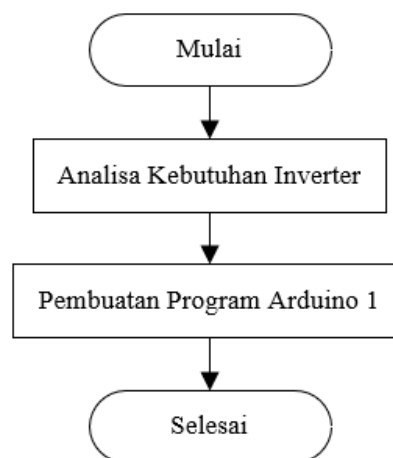 Mulai
Analisa Kebutuhan Inverter
Pembuatan Program Arduino 1
Selesai